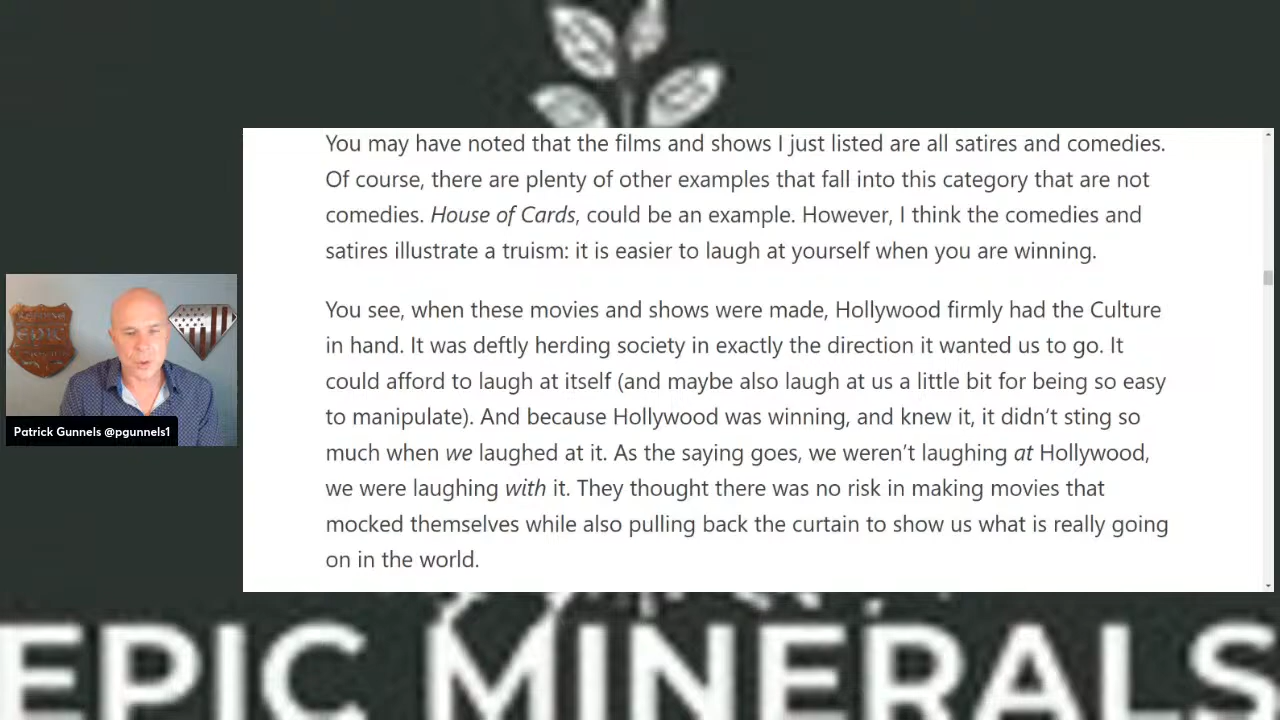 You may have noted that the films and shows I just listed are all satires and comedies.
Of course, there are plenty of other examples that fall into this category that are not
comedies. House of Cards, could be an example. However, I think the comedies and
satires illustrate a truism: it is easier to laugh at yourself when you are winning.
You see, when these movies and shows were made, Hollywood firmly had the Culture
in hand. It was deftly herding society in exactly the direction it wanted us to go. It
could afford to laugh at itself (and maybe also laugh at us a little bit for being so easy
to manipulate). And because Hollywood was winning, and knew it, it didn’t sting so
much when we laughed at it. As the saying goes, we weren’t laughing at Hollywood,
we were laughing with it. They thought there was no risk in making movies that
mocked themselves while also pulling back the curtain to show us what is really going
on in the world.
EPIC
Patrick Gunnels @pgunnels1
EPIC MINERALS